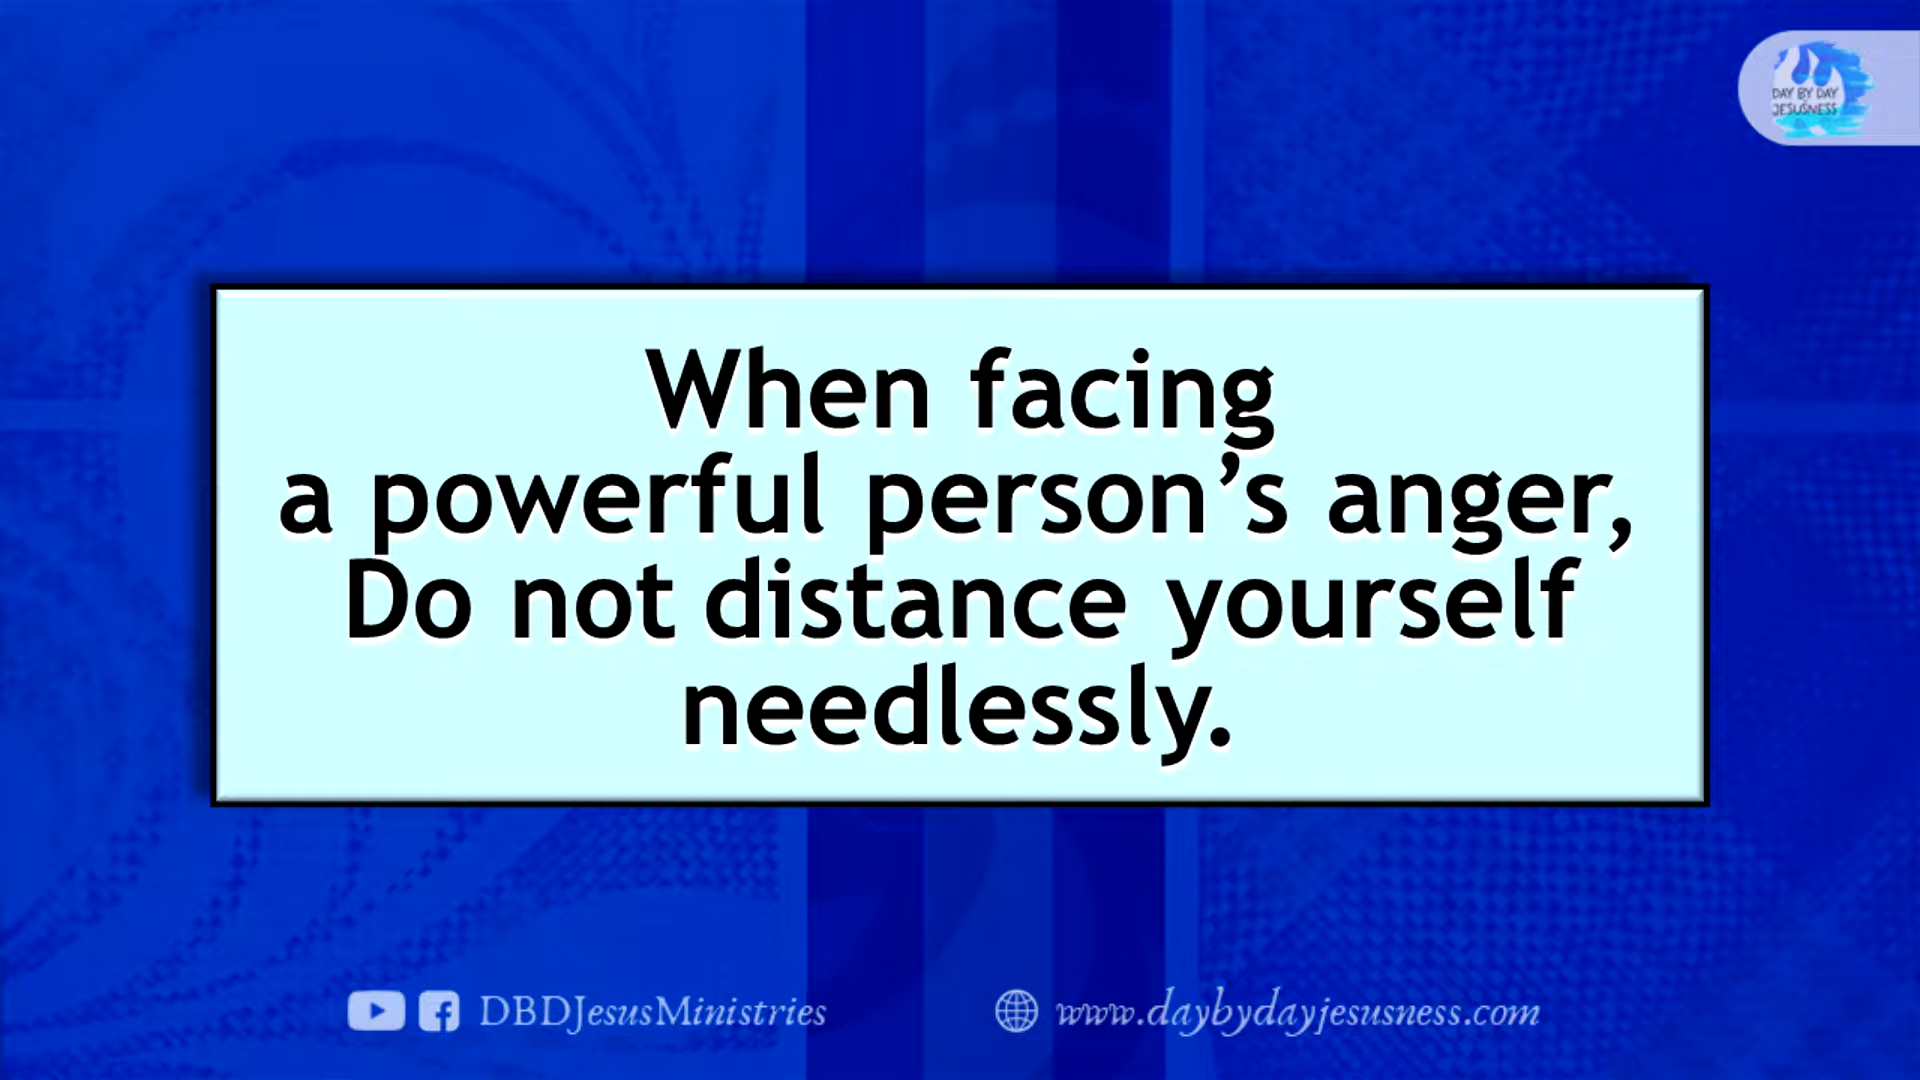 DAY BY DAY
JESUSNESS
When facing
a powerful person’s anger,
Do not distance yourself
needlessly.
DBDJesusMinistries
www.daybydayjesusness.com